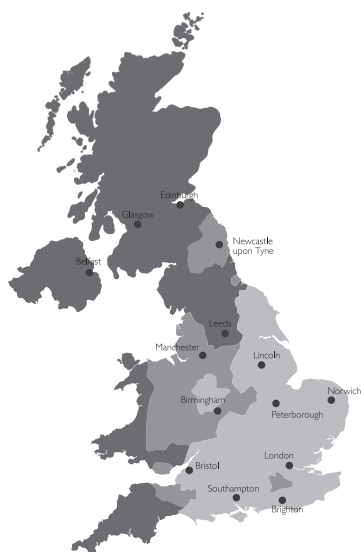 Edinburgh
Glasgow
Newcastle
upon Tyne
Belfast
Leeds
Manchester
Lincoln
Norwich
Birmingham
Peterborough
London
Bristol
Southampton
Brighton